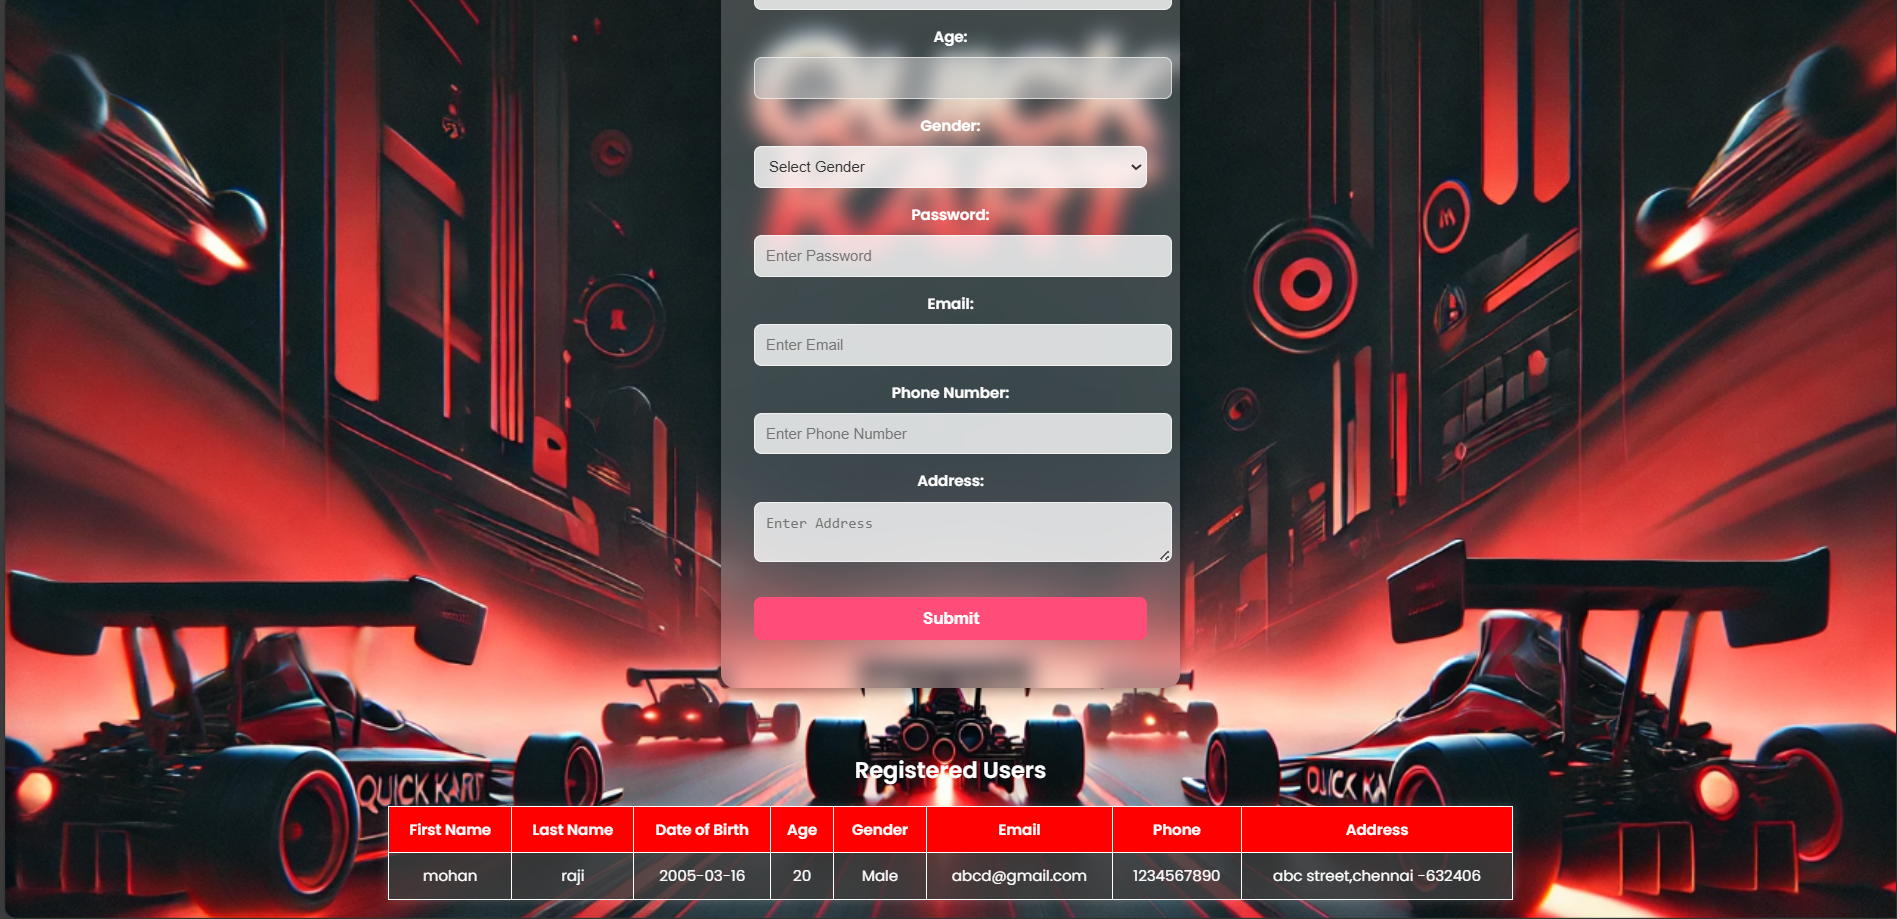 QUICK
KART
Age:
Gender:
Select Gender
Password:
Enter Password
Email:
Enter Email
Phone Number:
Enter Phone Number
Address:
Enter Address
Submit
QUICK KART
QUICK KA
Registered Users
First Name Last Name Date of Birth Age Gender Email Phone Address
mohan raji 2005-03-16 20 Male abcd@gmail.com 1234567890 abc street,chennai -632406